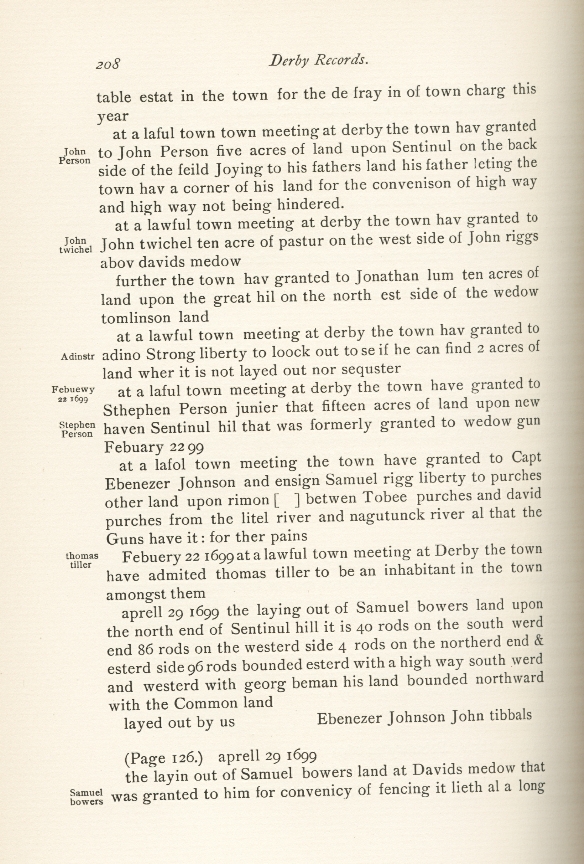 208 Derby Records.
table estat in the town for the de fray in of town charg this
year
at a laful town town meeting at derby the town hav granted
John
Person
to John Person five acres of land upon Sentinul on the back
side of the feild Joying to his fathers land his father leting the
town hav a corner of his land for the convenison of high way
and high way not being hindered.
at a lawful town meeting at derby the town hav granted to
John
twichel
John twichel ten acre of pastur on the west side of John riggs
abov davids medow
further the town hav granted to Jonathan lum ten acres of
land upon the great hil on the north est side of the wedow
tomlinson land
at a lawful town meeting at derby the town hav granted to
Adinstr
adino Strong liberty to loock out to se if he can find 2 acres of
land wher it is not layed out nor sequster
Febuewy
22 1699
at a laful town meeting at derby the town have granted to
Sthephen Person junier that fifteen acres of land upon new
Stephen
Person
haven Sentinul hil that was formerly granted to wedow gun
Febuary 22 99
at a lafol town meeting the town have granted to Capt
Ebenezer Johnson and ensign Samuel rigg liberty to purches
other land upon rimon [ ] betwen Tobee purches and david
purches from the litel river and nagutunck river al that the
Guns have it : for ther pains
thomas
tiller
Febuery 22 1699 at a lawful town meeting at Derby the town
have admited thomas tiller to be an inhabitant in the town
amongst them
aprell 29 1699 the laying out of Samuel bowers land upon
the north end of Sentinul hill it is 40 rods on the south werd
end 86 rods on the westerd side 4 rods on the northerd end &
esterd side 96 rods bounded esterd with a high way south werd
and westerd with georg beman his land bounded northward
with the Common land
layed out by us Ebenezer Johnson John tibbals
(Page 126.) aprell 29 1699
the layin out of Samuel bowers land at Davids medow that
Samuel
bowers
was granted to him for convenicy of fencing it lieth al a long